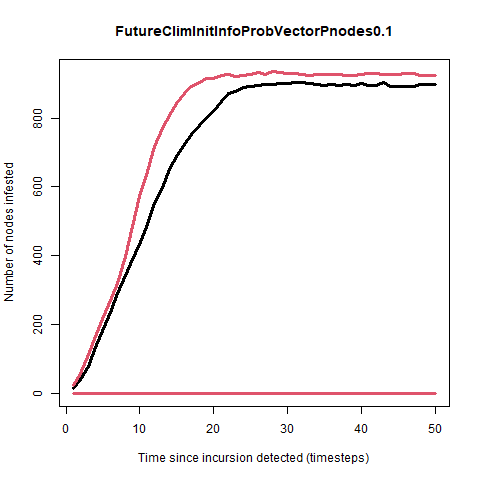 FutureClimInitInfoProbVectorPnodes0.1
Number of nodes infested
800
600
400
200
0
0 10 20 30 40 50
Time since incursion detected (timesteps)